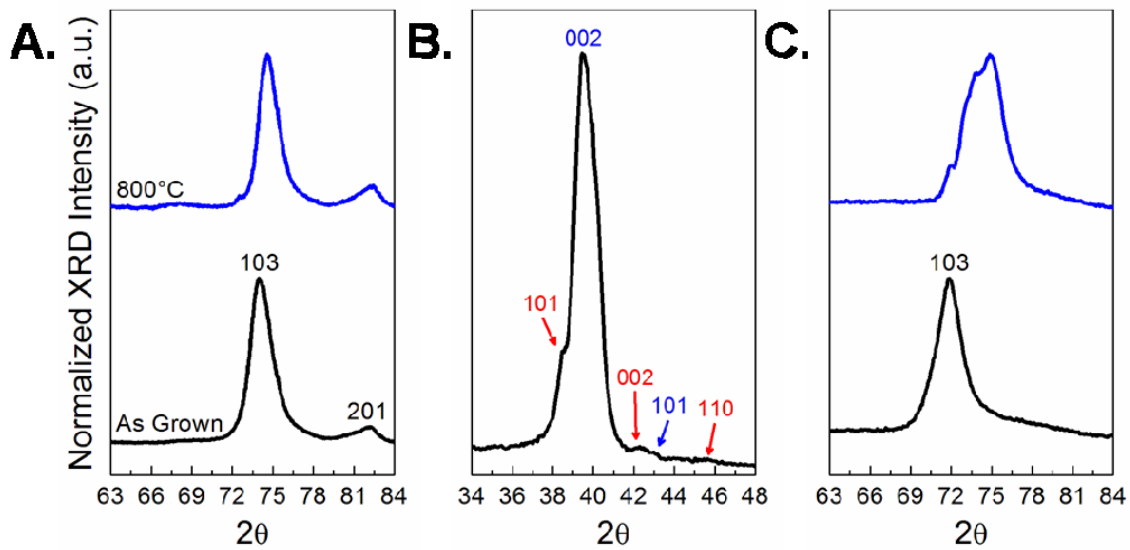 A.
B.
C.
Normalized XRD Intensity (a.u.)
800°C
103
201
As Grown
63 66 69 72 75 78 81 84
2θ
002
101
002
101
110
34 36 38 40 42 44 46 48
2θ
103
63 66 69 72 75 78 81 84
2θ